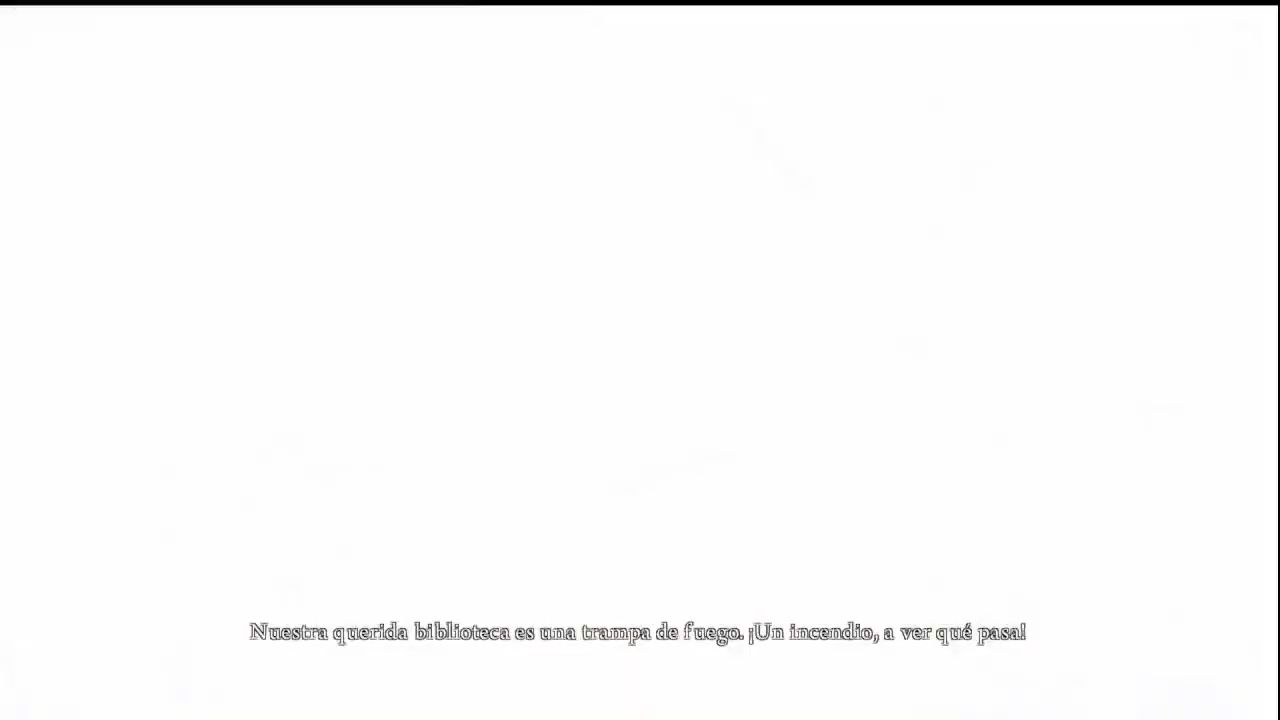 Nuestra querida biblioteca es una trampa de fuego. ¡Un incendio, a ver qué pasa!